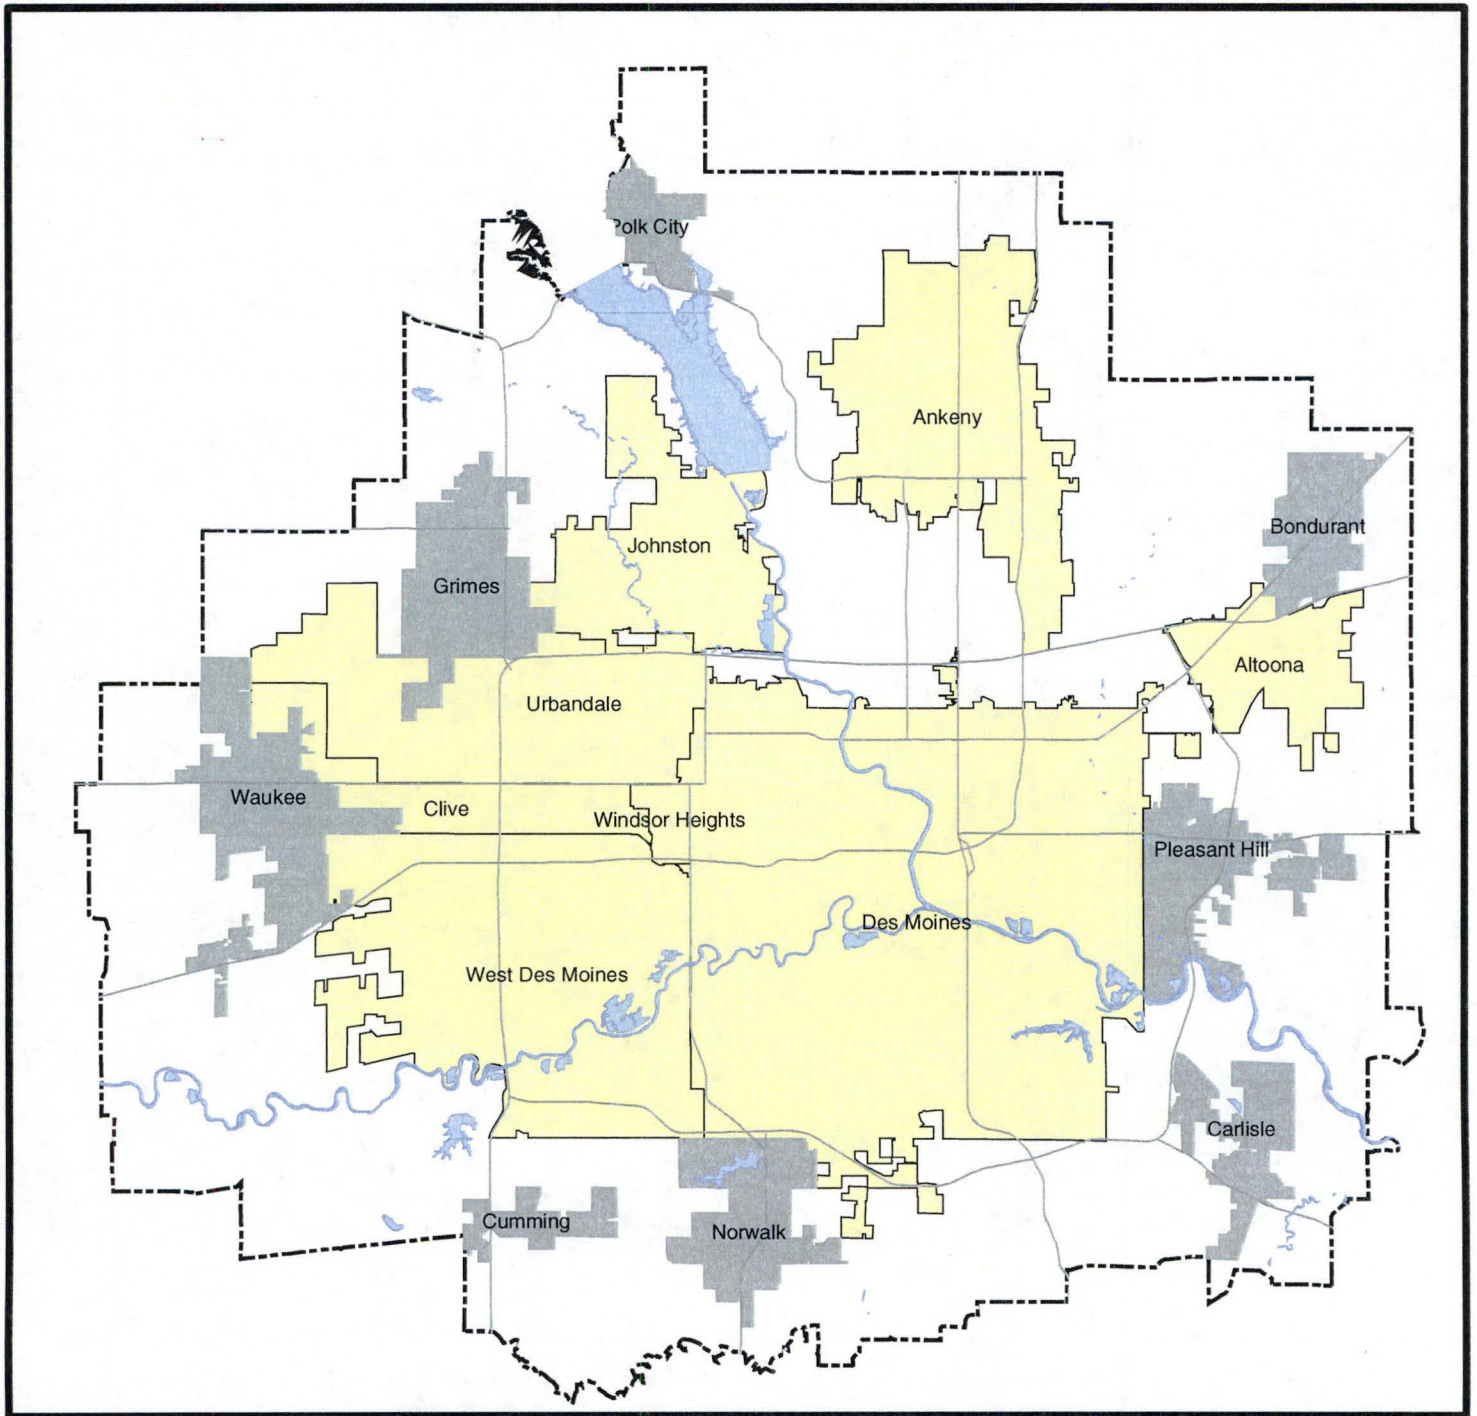 Polk City
Ankeny
Bondurant
Johnston
Grimes
Altoona
Urbandale
Waukee
Clive
Windsor Heights
Pleasant Hill
Des Moines
West Des Moines
Carlisle
Cumming
Norwalk